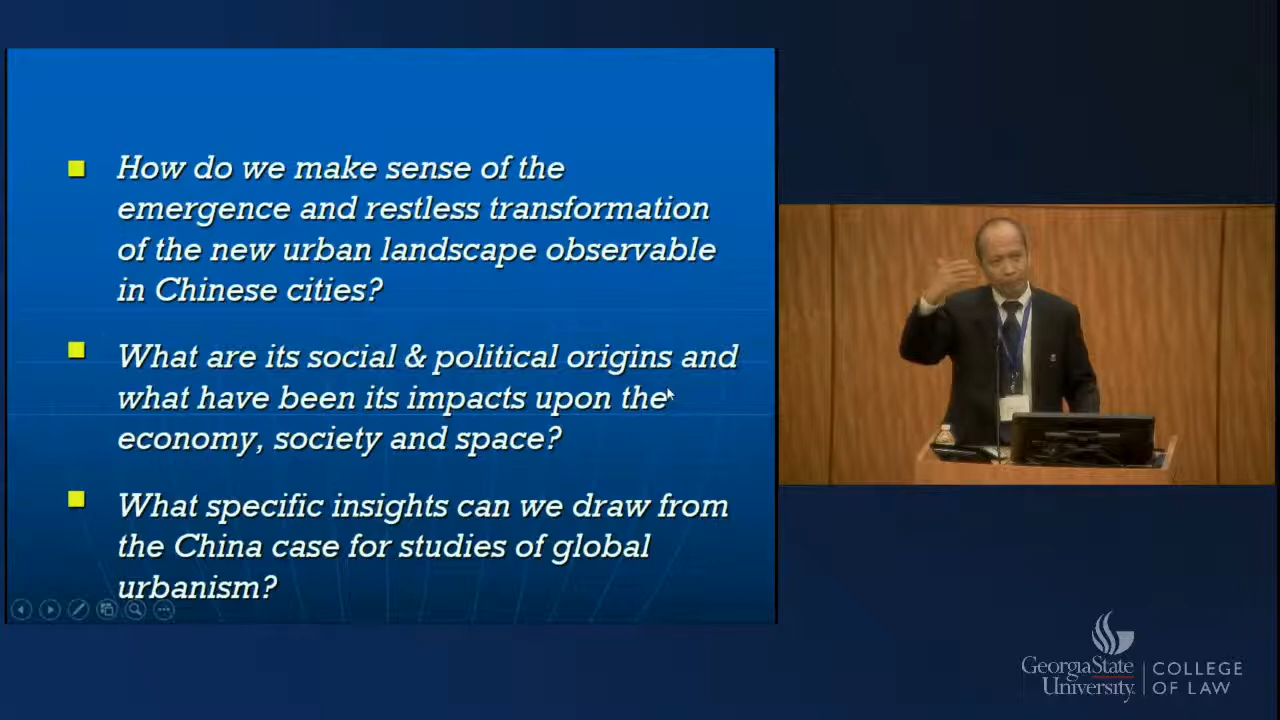 How do we make sense of the
emergence and restless transformation
of the new urban landscape observable
in Chinese cities?
What are its social & political origins and
what have been its impacts upon the
economy, society and space?
What specific insights can we draw from
the China case for studies of global
urbanism?
GeorgiaState
University
COLLEGE
OF LAW